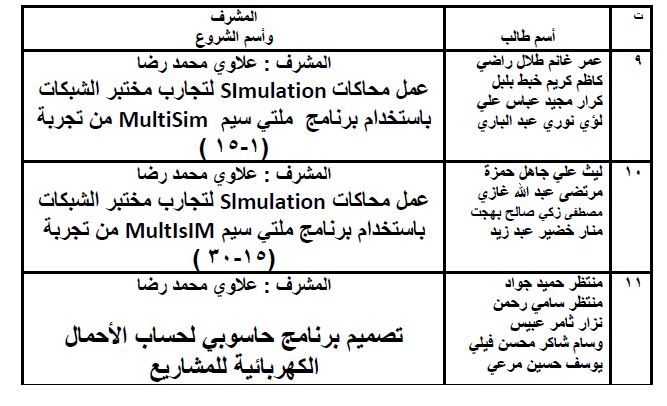 ت
أسم طالب
المشرف
وأسم الشروع
٩
عمر غانم طلال راضي
كاظم كريم خبط بلبل
كرار مجيد عباس علي
لؤي نوري عبد الباري
المشرف : علاوي محمد رضا
عمل محاكات SImulation لتجارب مختبر الشبكات
باستخدام برنامج ملتي سيم MultiSim من تجربة
(١-١٥ )
١٠
ليث علي جاهل حمزة
مرتضى عبد الله غازي
مصطفى زكي صالح بهجت
منار خضير عبد زيد
المشرف : علاوي محمد رضا
عمل محاكات SImulation لتجارب مختبر الشبكات
باستخدام برنامج ملتي سيم MultIsIM من تجربة
(١٥-٣٠ )
١١
منتظر حميد جواد
منتظر سامي رحمن
نزار ثامر عبيس
وسام شاكر محسن فيلي
يوسف حسين مرعي
المشرف : علاوي محمد رضا
تصميم برنامج حاسوبي لحساب الأحمال
الكهربائية للمشاريع